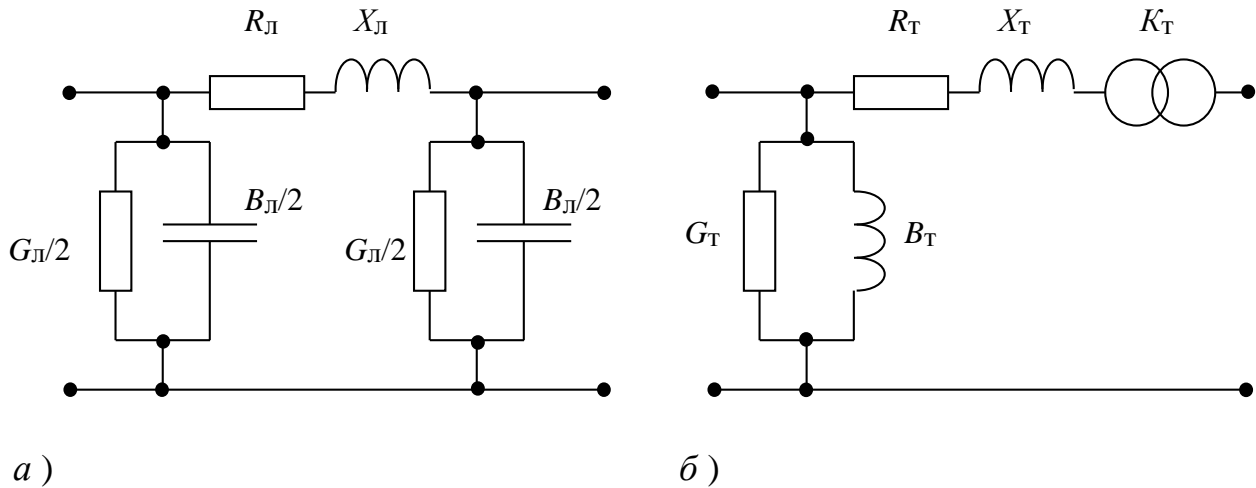 Rл Xл
Rт Xт Kт
Gл/2 Bл/2 Gл/2 Bл/2
Gт Bт
а ) б )